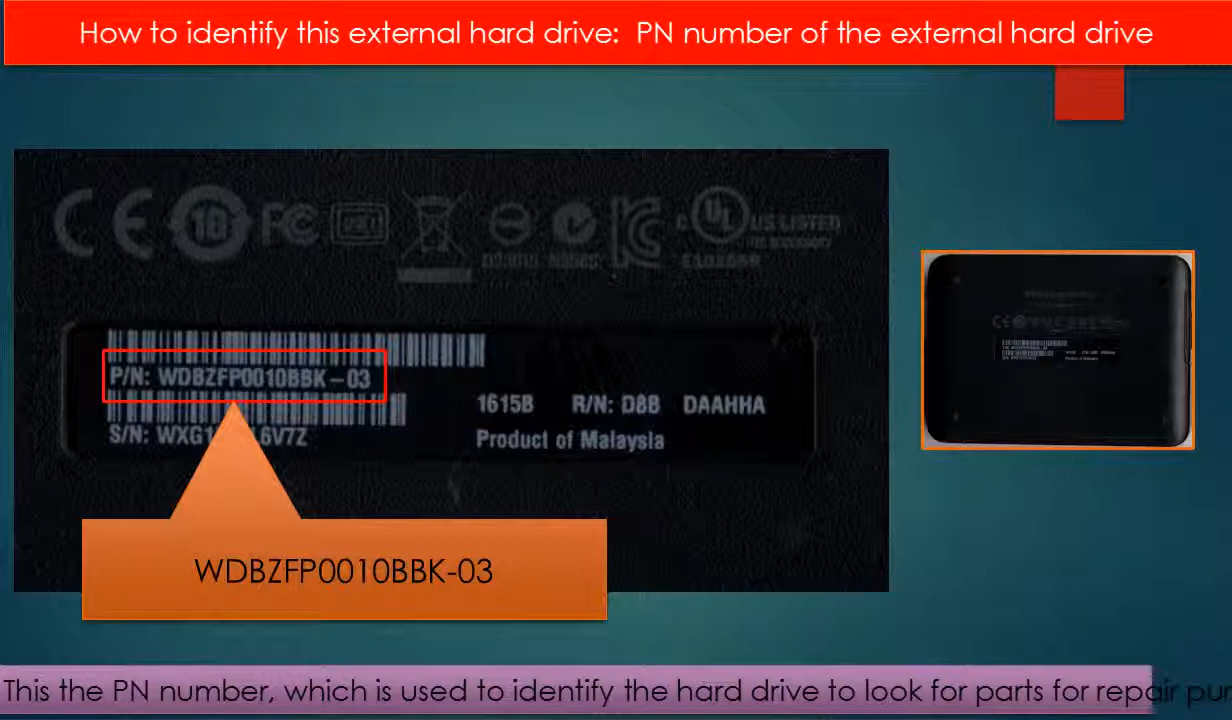 How to identify this external hard drive: PN number of the external hard drive
US LISTED
P/N: WDBZFP0010BBK-03
1615B R/N: D8B DAAHHA
Product of Malaysia
WDBZFP0010BBK-03
This the PN number, which is used to identify the hard drive to look for parts for repair